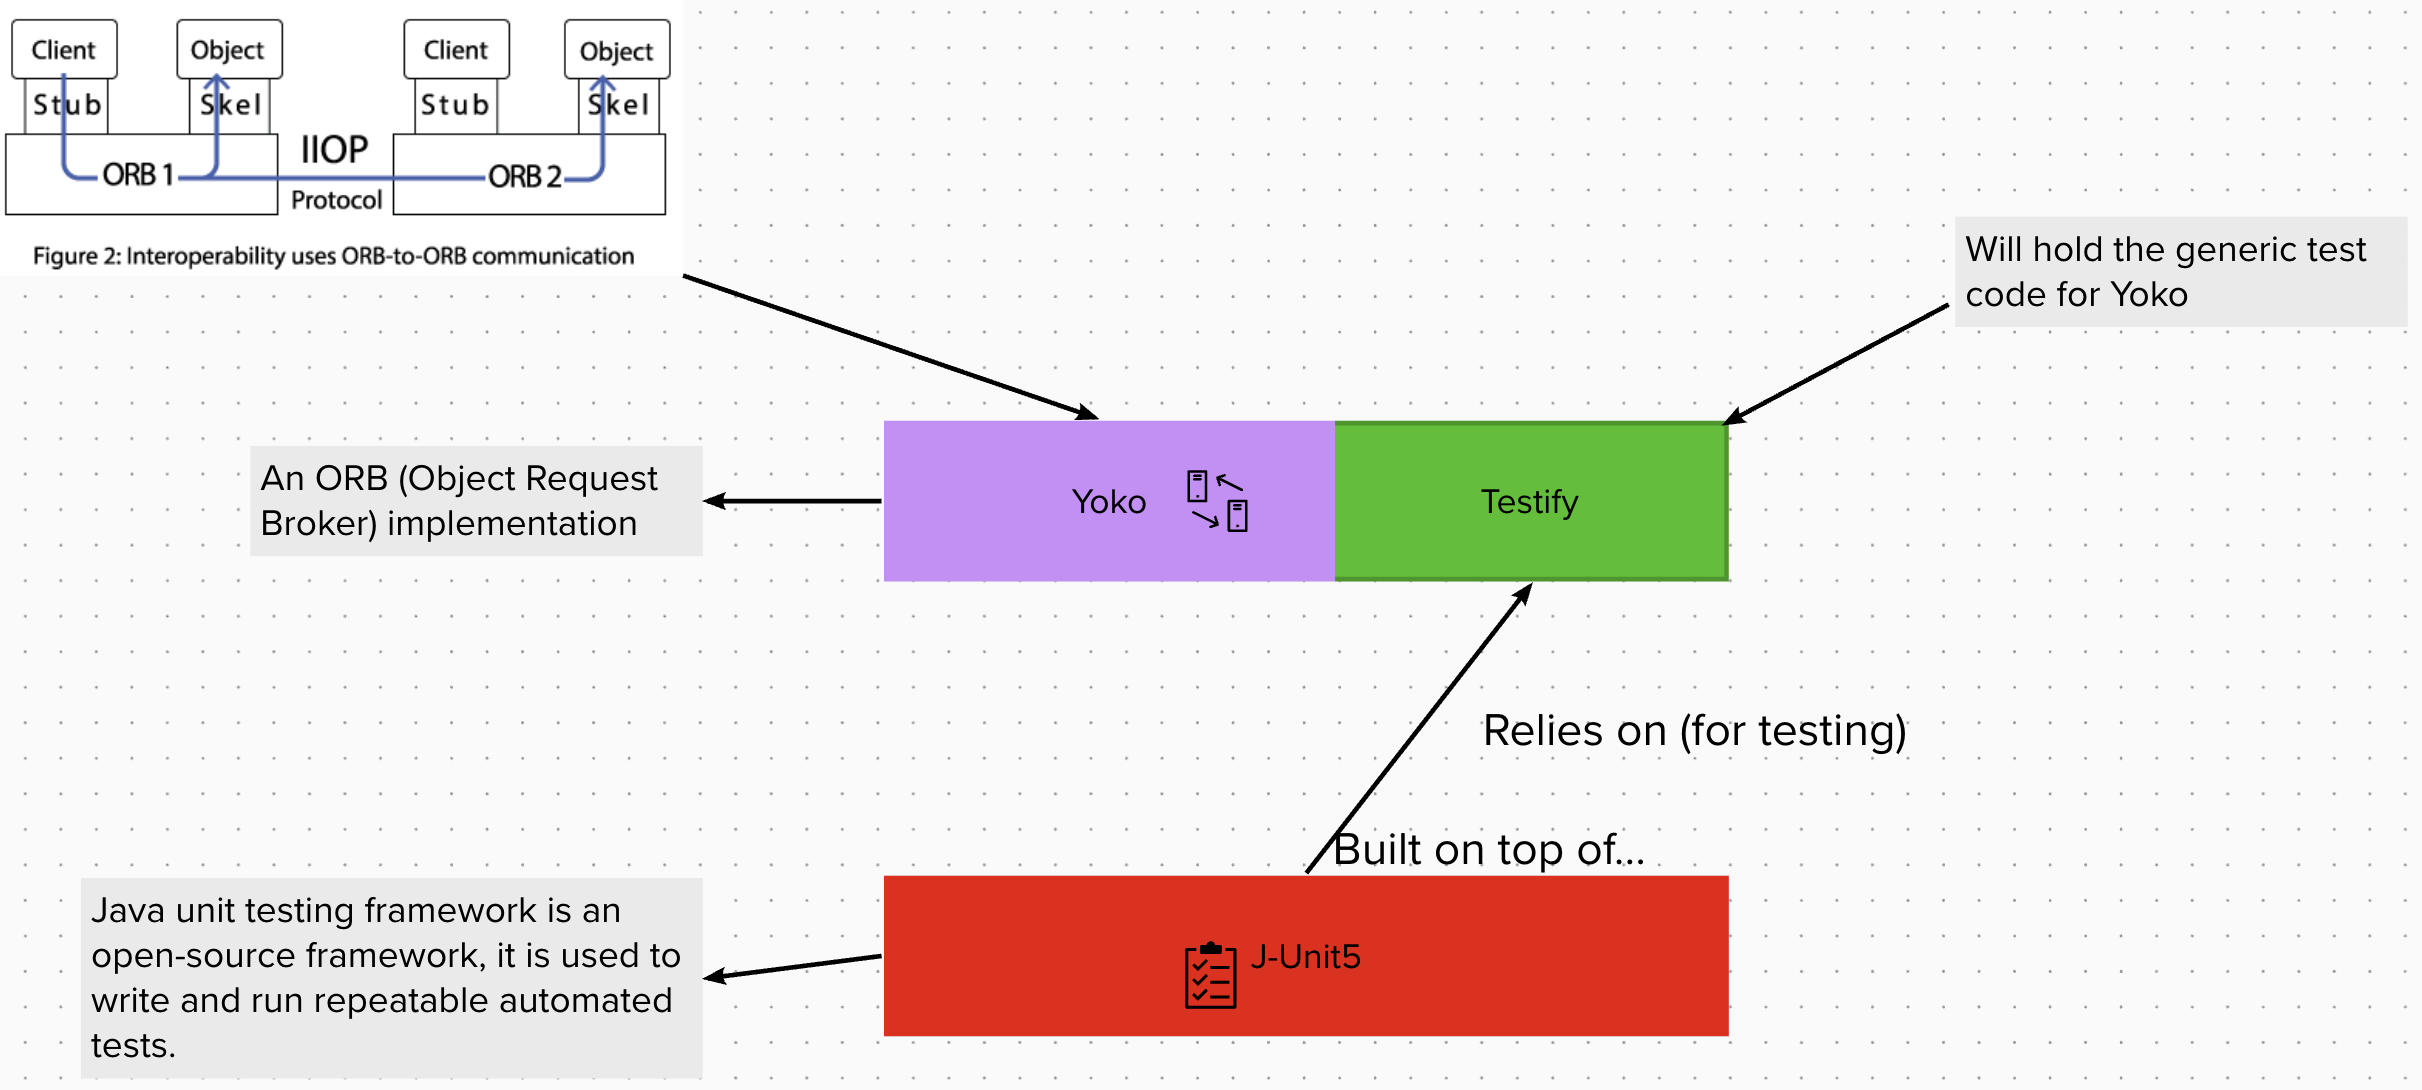 Client
Object
Client
Object
Stub
Skel
Stub
Skel
IIOP
ORB 1
ORB 2
Protocol
Figure 2: Interoperability uses ORB-to-ORB communication
Will hold the generic test
code for Yoko
An ORB (Object Request
Broker) implementation
Yoko
Testify
Relies on (for testing)
Built on top of...
Java unit testing framework is an
open-source framework, it is used to
write and run repeatable automated
tests.
J-Unit5